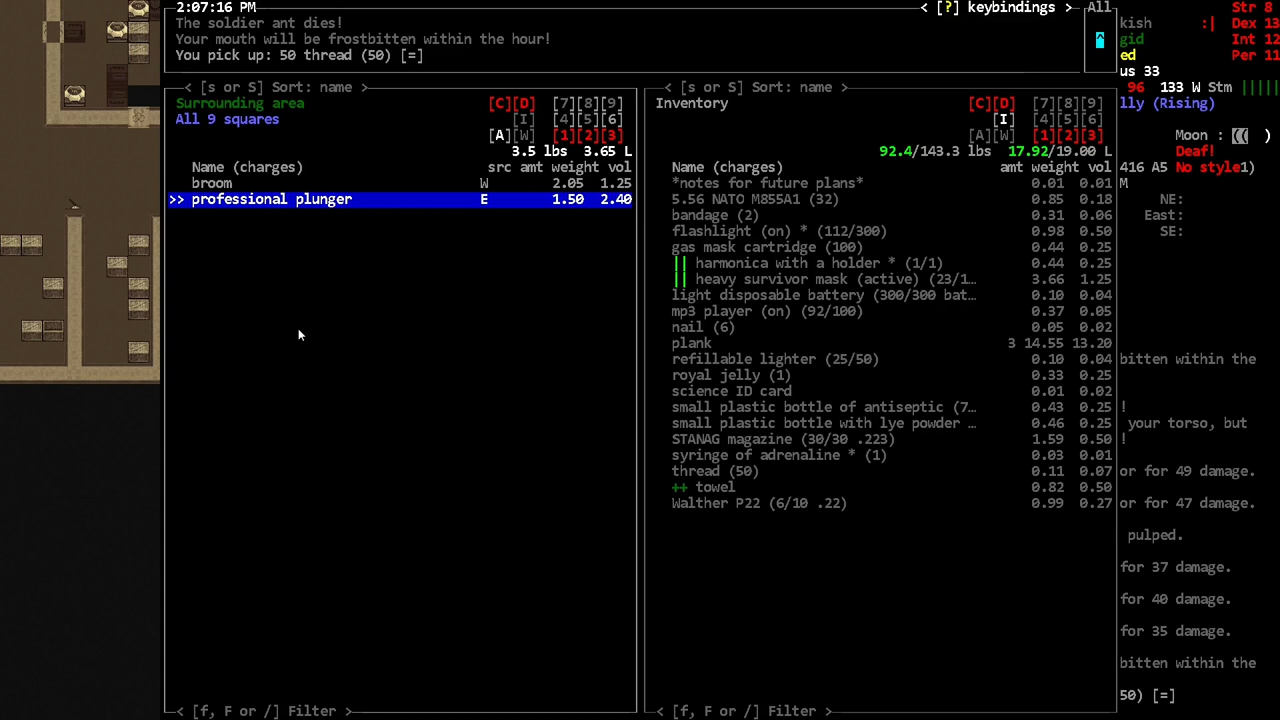 2:07:16 PM < [?] keybindings > All Str 8
The soldier ant dies! kish :| Dex 13
Your mouth will be frostbitten within the hour! ^ gid Int 12
You pick up: 50 thread (50) [=] ed Per 11
us 33
< [s or S] Sort: name > < [s or S] Sort: name > 96 133 W Stm |||||
Surrounding area [C][D] [7][8][9] Inventory [C][D] [7][8][9] lly (Rising)
All 9 squares [I] [4][5][6] [I] [4][5][6]
[A][W] [1][2][3] [A][W] [1][2][3] Moon : (( )
3.5 lbs 3.65 L 92.4/143.3 lbs 17.92/19.00 L Deaf!
Name (charges) src amt weight vol Name (charges) amt weight vol 416 A5 No style1)
broom W 2.05 1.25 *notes for future plans* 0.01 0.01 M
>> professional plunger E 1.50 2.40 5.56 NATO M855A1 (32) 0.85 0.18 NE:
bandage (2) 0.31 0.06 East:
flashlight (on) * (112/300) 0.98 0.50 SE:
gas mask cartridge (100) 0.44 0.25
|| harmonica with a holder * (1/1) 0.44 0.25
|| heavy survivor mask (active) (23/1… 3.66 1.25
light disposable battery (300/300 bat… 0.10 0.04
mp3 player (on) (92/100) 0.37 0.05
nail (6) 0.05 0.02
plank 3 14.55 13.20
refillable lighter (25/50) 0.10 0.04 bitten within the
royal jelly (1) 0.33 0.25
science ID card 0.01 0.02
small plastic bottle of antiseptic (7… 0.43 0.25 !
small plastic bottle with lye powder … 0.46 0.25 your torso, but
STANAG magazine (30/30 .223) 1.59 0.50 !
syringe of adrenaline * (1) 0.03 0.01
thread (50) 0.11 0.07 or for 49 damage.
++ towel 0.82 0.50
Walther P22 (6/10 .22) 0.99 0.27 or for 47 damage.
pulped.
for 37 damage.
for 40 damage.
for 35 damage.
bitten within the
50) [=]
< [f, F or /] Filter > < [f, F or /] Filter >